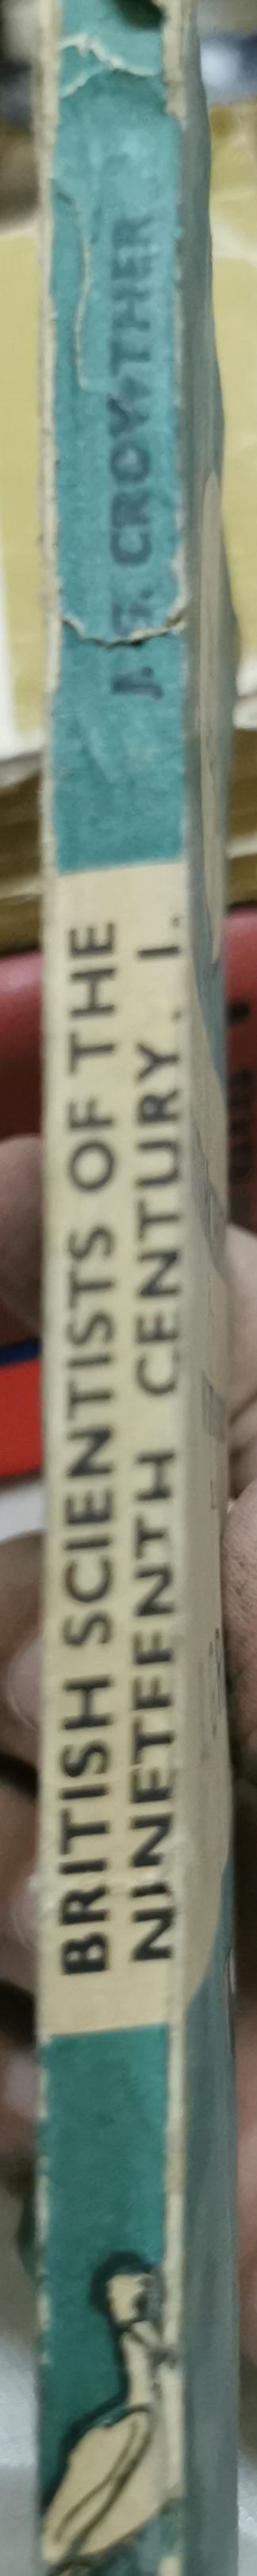 J. G. CROWTHER
BRITISH SCIENTISTS OF THE
NINETEENTH CENTURY. I.